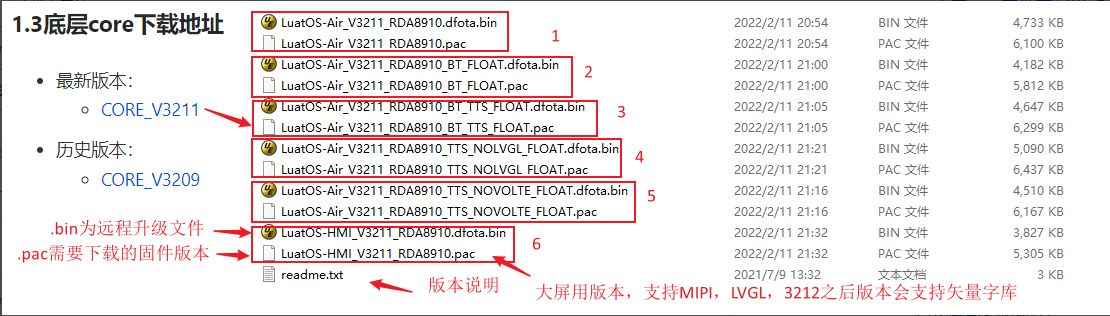 1.3底层core下载地址
最新版本：
CORE_V3211
历史版本：
CORE_V3209
.bin为远程升级文件
.pac需要下载的固件版本
LuatOS-Air_V3211_RDA8910.dfota.bin 2022/2/11 20:54 BIN 文件 4,733 KB
LuatOS-Air_V3211_RDA8910.pac 2022/2/11 20:54 PAC 文件 6,100 KB
1
LuatOS-Air_V3211_RDA8910_BT_FLOAT.dfota.bin 2022/2/11 21:00 BIN 文件 4,182 KB
LuatOS-Air_V3211_RDA8910_BT_FLOAT.pac 2022/2/11 21:00 PAC 文件 5,812 KB
2
LuatOS-Air_V3211_RDA8910_BT_TTS_FLOAT.dfota.bin 2022/2/11 21:05 BIN 文件 4,647 KB
LuatOS-Air_V3211_RDA8910_BT_TTS_FLOAT.pac 2022/2/11 21:05 PAC 文件 6,299 KB
3
LuatOS-Air_V3211_RDA8910_TTS_NOLVGL_FLOAT.dfota.bin 2022/2/11 21:21 BIN 文件 5,090 KB
LuatOS-Air_V3211_RDA8910_TTS_NOLVGL_FLOAT.pac 2022/2/11 21:21 PAC 文件 6,437 KB
4
LuatOS-Air_V3211_RDA8910_TTS_NOVOLTE_FLOAT.dfota.bin 2022/2/11 21:16 BIN 文件 4,510 KB
LuatOS-Air_V3211_RDA8910_TTS_NOVOLTE_FLOAT.pac 2022/2/11 21:16 PAC 文件 6,167 KB
5
LuatOS-HMI_V3211_RDA8910.dfota.bin 2022/2/11 21:32 BIN 文件 3,827 KB
LuatOS-HMI_V3211_RDA8910.pac 2022/2/11 21:32 PAC 文件 5,305 KB
6
readme.txt 2021/7/9 13:32 文本文档 3 KB
版本说明
大屏用版本，支持MIPI，LVGL，3212之后版本会支持矢量字库